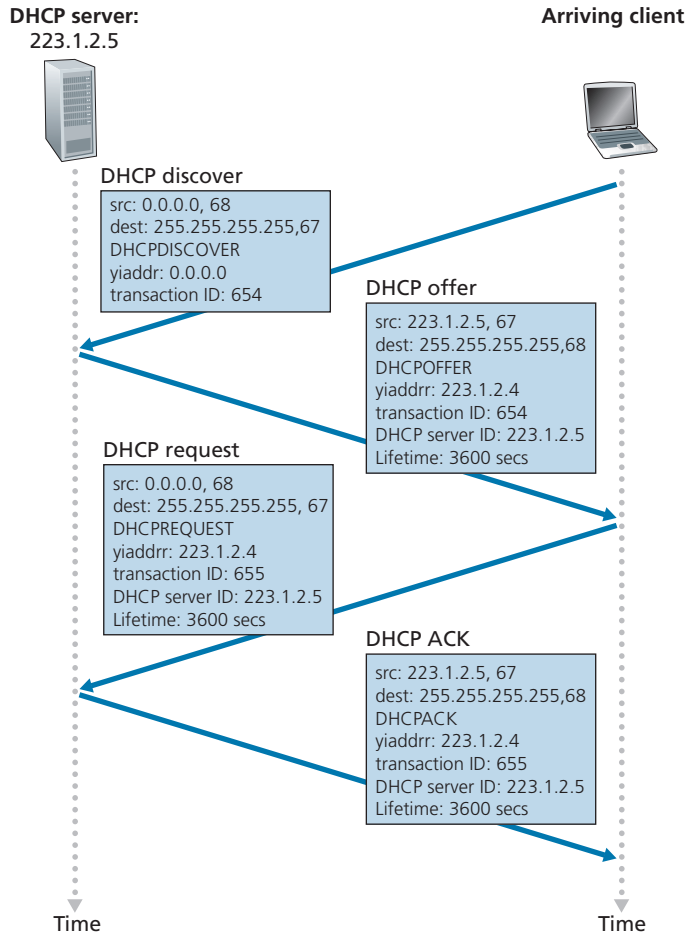 DHCP server:
223.1.2.5
Arriving client
DHCP discover
src: 0.0.0.0, 68
dest: 255.255.255.255,67
DHCPDISCOVER
yiaddr: 0.0.0.0
transaction ID: 654
DHCP offer
src: 223.1.2.5, 67
dest: 255.255.255.255,68
DHCPOFFER
yiaddrr: 223.1.2.4
transaction ID: 654
DHCP server ID: 223.1.2.5
Lifetime: 3600 secs
DHCP request
src: 0.0.0.0, 68
dest: 255.255.255.255, 67
DHCPREQUEST
yiaddrr: 223.1.2.4
transaction ID: 655
DHCP server ID: 223.1.2.5
Lifetime: 3600 secs
DHCP ACK
src: 223.1.2.5, 67
dest: 255.255.255.255,68
DHCPACK
yiaddr: 223.1.2.4
transaction ID: 655
DHCP server ID: 223.1.2.5
Lifetime: 3600 secs
Time
Time